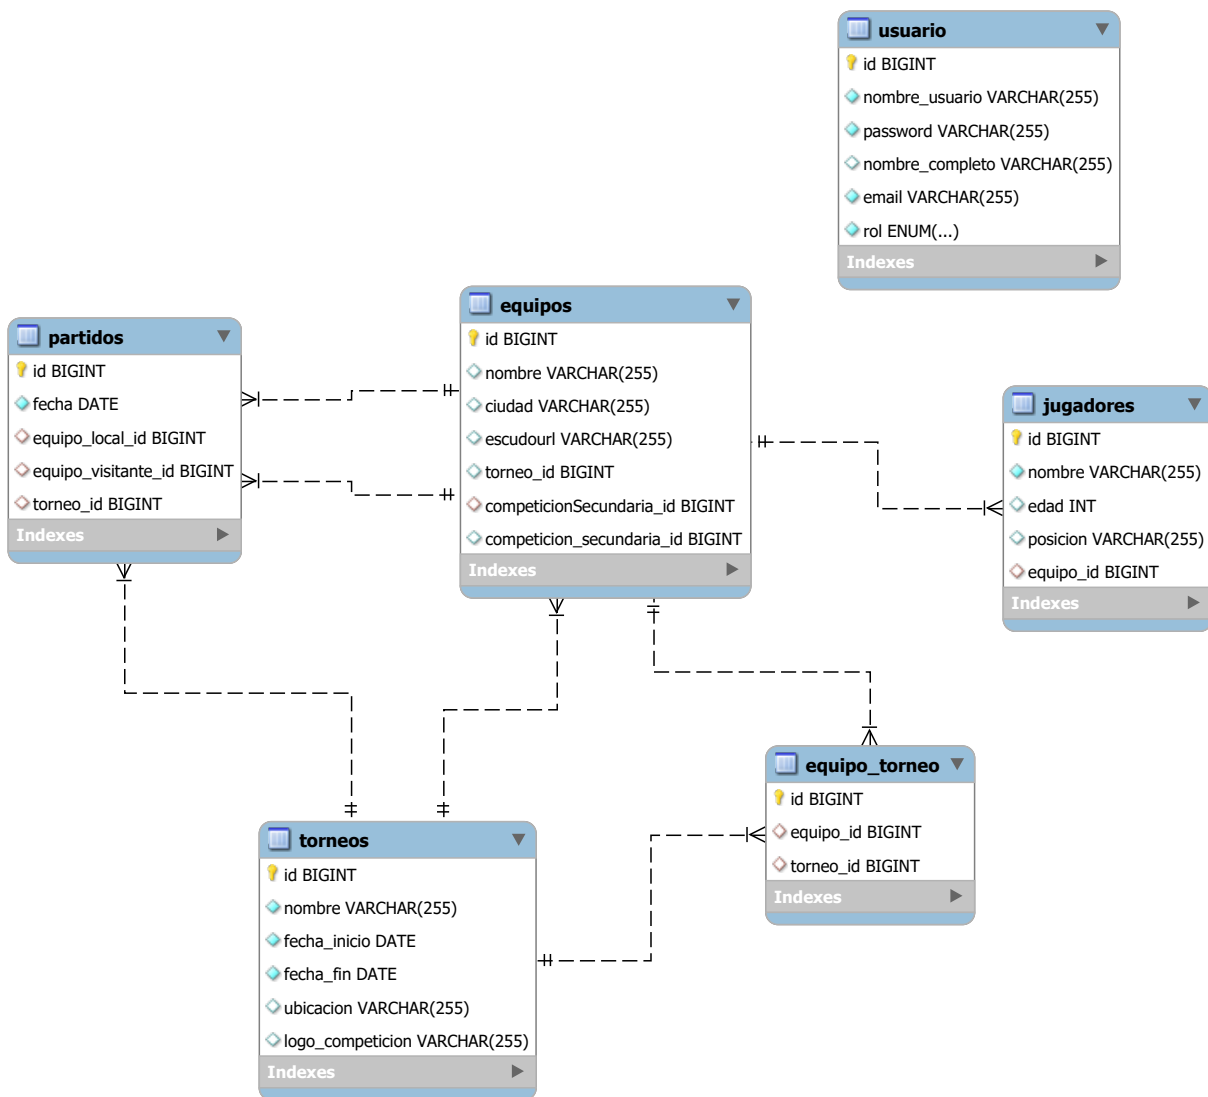 usuario
id BIGINT
nombre_usuario VARCHAR(255)
password VARCHAR(255)
nombre_completo VARCHAR(255)
email VARCHAR(255)
rol ENUM(...)
Indexes
equipos
id BIGINT
nombre VARCHAR(255)
ciudad VARCHAR(255)
escudourl VARCHAR(255)
torneo_id BIGINT
competicionSecundaria_id BIGINT
competicion_secundaria_id BIGINT
Indexes
partidos
id BIGINT
fecha DATE
equipo_local_id BIGINT
equipo_visitante_id BIGINT
torneo_id BIGINT
Indexes
jugadores
id BIGINT
nombre VARCHAR(255)
edad INT
posicion VARCHAR(255)
equipo_id BIGINT
Indexes
equipo_torneo
id BIGINT
equipo_id BIGINT
torneo_id BIGINT
Indexes
torneos
id BIGINT
nombre VARCHAR(255)
fecha_inicio DATE
fecha_fin DATE
ubicacion VARCHAR(255)
logo_competicion VARCHAR(255)
Indexes